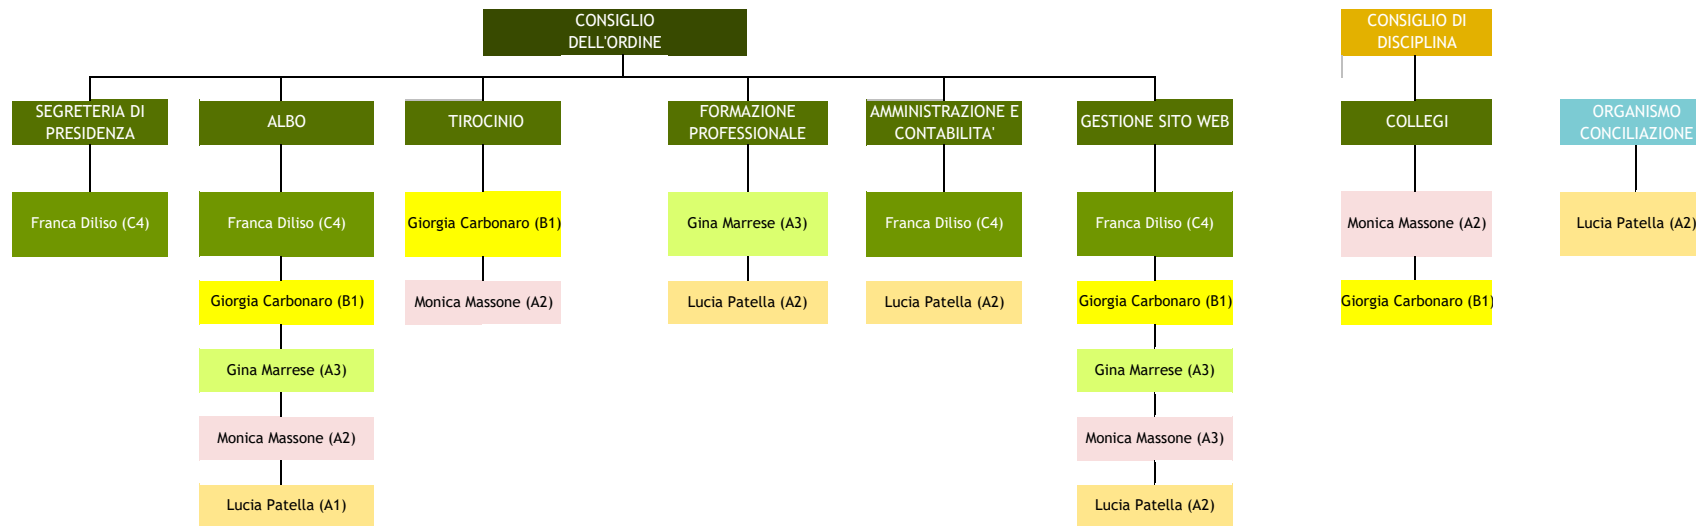 CONSIGLIO
DELL'ORDINE
CONSIGLIO DI
DISCIPLINA
SEGRETERIA DI
PRESIDENZA
ALBO
TIROCINIO
FORMAZIONE
PROFESSIONALE
AMMINISTRAZIONE E
CONTABILITA'
GESTIONE SITO WEB
COLLEGI
ORGANISMO
CONCILIAZIONE
Franca Diliso (C4)
Franca Diliso (C4)
Giorgia Carbonaro (B1)
Gina Marrese (A3)
Franca Diliso (C4)
Franca Diliso (C4)
Monica Massone (A2)
Lucia Patella (A2)
Giorgia Carbonaro (B1)
Monica Massone (A2)
Lucia Patella (A2)
Lucia Patella (A2)
Giorgia Carbonaro (B1)
Giorgia Carbonaro (B1)
Gina Marrese (A3)
Gina Marrese (A3)
Monica Massone (A2)
Monica Massone (A3)
Lucia Patella (A1)
Lucia Patella (A2)